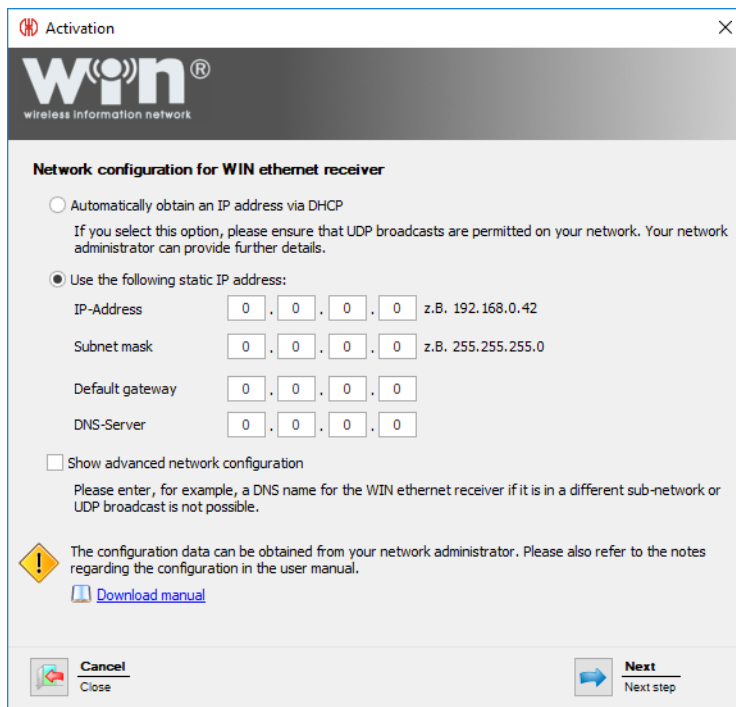 Activation
WIN®
wireless information network
Network configuration for WIN ethernet receiver
Automatically obtain an IP address via DHCP
If you select this option, please ensure that UDP broadcasts are permitted on your network. Your network
administrator can provide further details.
Use the following static IP address:
IP-Address 0 . 0 . 0 . 0 z.B. 192.168.0.42
Subnet mask 0 . 0 . 0 . 0 z.B. 255.255.255.0
Default gateway 0 . 0 . 0 . 0
DNS-Server 0 . 0 . 0 . 0
Show advanced network configuration
Please enter, for example, a DNS name for the WIN ethernet receiver if it is in a different sub-network or
UDP broadcast is not possible.
The configuration data can be obtained from your network administrator. Please also refer to the notes
regarding the configuration in the user manual.
Download manual
Cancel
Close
Next
Next step